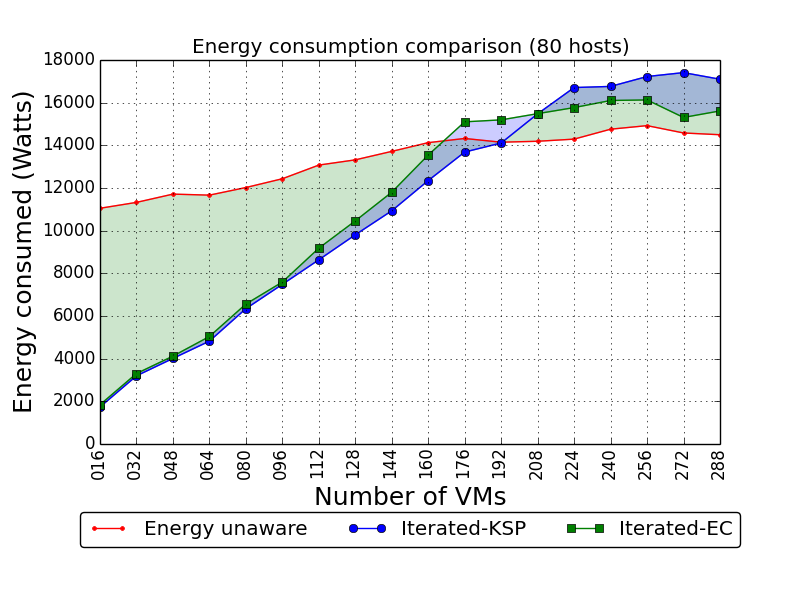 Energy consumption comparison (80 hosts)
Energy consumed (Watts)
18000
16000
14000
12000
10000
8000
6000
4000
2000
0
016 032 048 064 080 096 112 128 144 160 176 192 208 224 240 256 272 288
Number of VMs
Energy unaware Iterated-KSP Iterated-EC